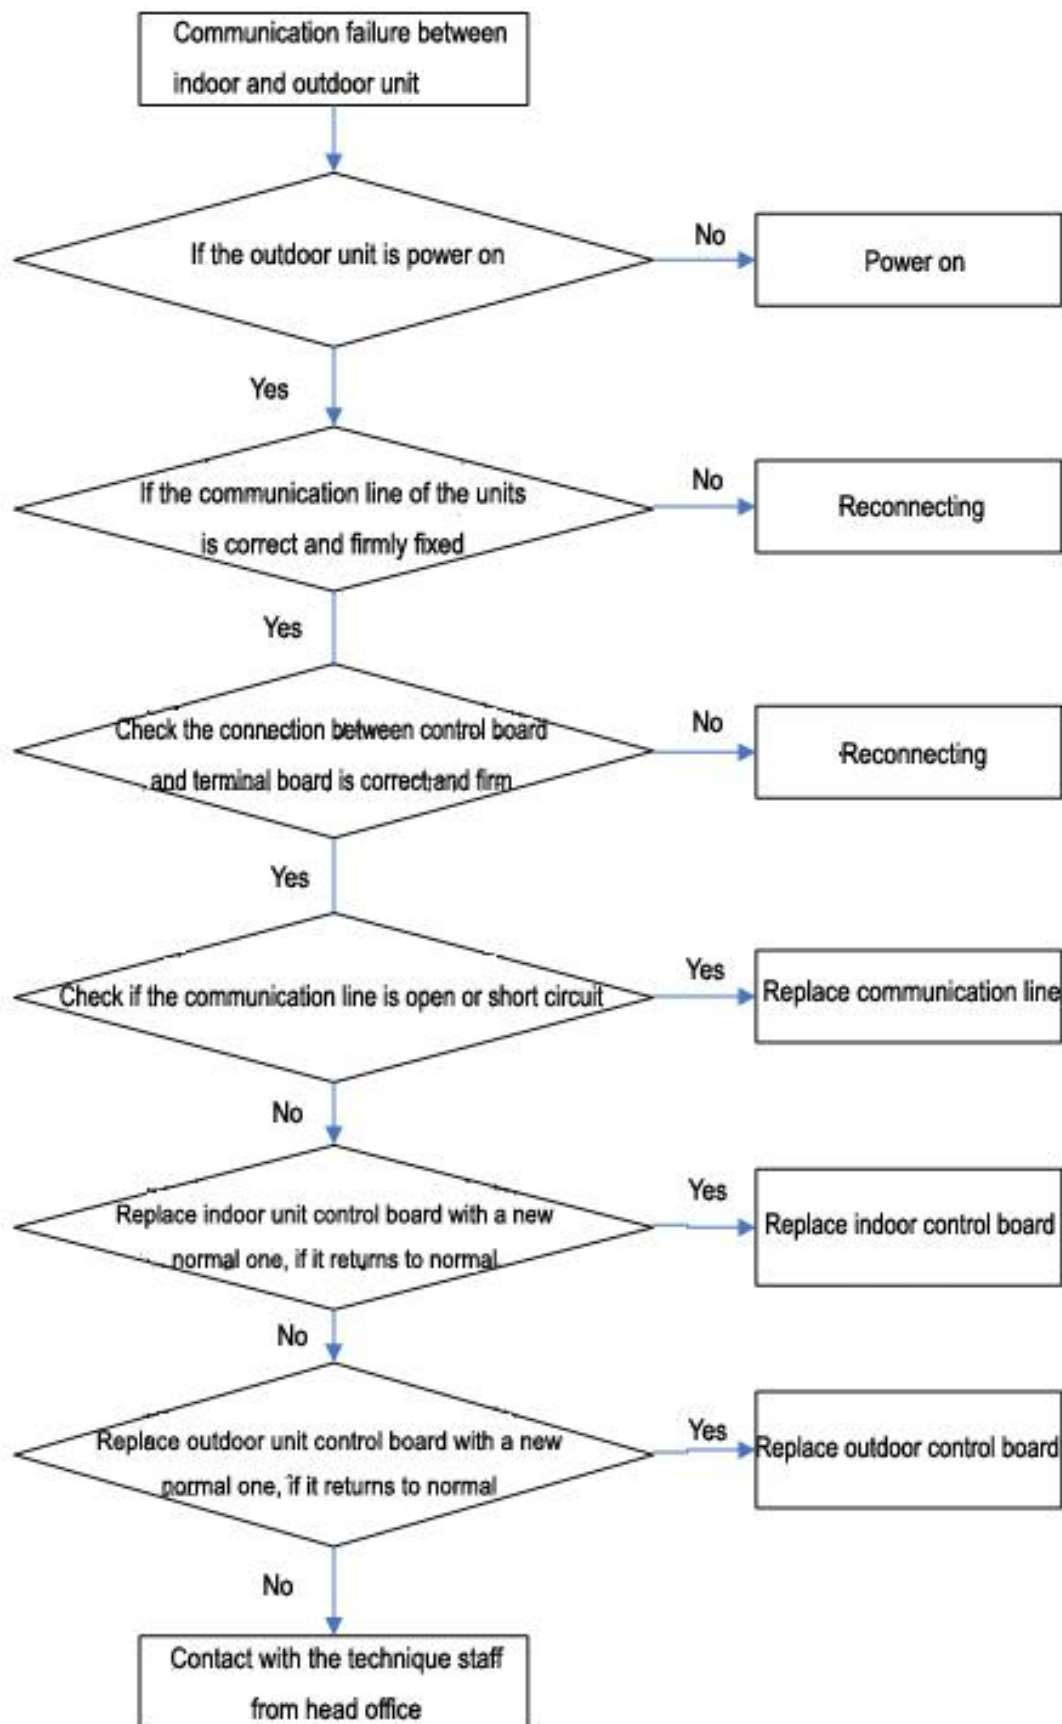 Communication failure between
indoor and outdoor unit
If the outdoor unit is power on
No
Power on
Yes
If the communication line of the units
is correct and firmly fixed
No
Reconnecting
Yes
Check the connection between control board
and terminal board is correct and firm
No
Reconnecting
Yes
Check if the communication line is open or short circuit
Yes
Replace communication line
No
Replace indoor unit control board with a new
normal one, if it returns to normal
Yes
Replace indoor control board
No
Replace outdoor unit control board with a new
normal one, if it returns to normal
Yes
Replace outdoor control board
No
Contact with the technique staff
from head office